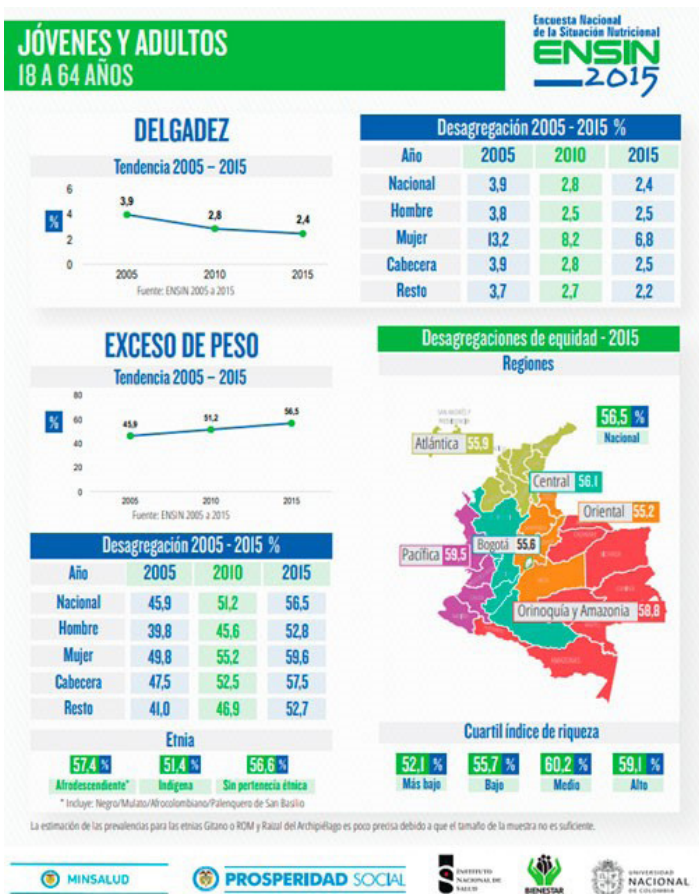 JÓVENES Y ADULTOS
18 A 64 AÑOS
Encuesta Nacional
de la Situación Nutricional
ENSIN
2015
DELGADEZ
Tendencia 2005 – 2015
6
4
2
0
%
3,9
2,8
2,4
2005 2010 2015
Fuente: ENSIN 2005 a 2015
Desagregación 2005 - 2015 %
Año 2005 2010 2015
Nacional 3,9 2,8 2,4
Hombre 3,8 2,5 2,5
Mujer 13,2 8,2 6,8
Cabecera 3,9 2,8 2,5
Resto 3,7 2,7 2,2
EXCESO DE PESO
Tendencia 2005 – 2015
80
60
40
20
0
%
45,9
51,2
56,5
2005 2010 2015
Fuente: ENSIN 2005 a 2015
Desagregación 2005 - 2015 %
Año 2005 2010 2015
Nacional 45,9 51,2 56,5
Hombre 39,8 45,6 52,8
Mujer 49,8 55,2 59,6
Cabecera 47,5 52,5 57,5
Resto 41,0 46,9 52,7
Etnia
57,4 % 51,4 % 56,6 %
Afrodescendiente* Indígena Sin pertenecía étnica
* Incluye: Negro/Mulato/Afrocolombiano/Palenquero de San Basilio
Desagregaciones de equidad - 2015
Regiones
56,5 %
Nacional
Atlántica 55,9
Central 56.1
Oriental 55,2
Bogotá 55,6
Pacífica 59,5
Orinoquía y Amazonia 58,8
AMAZONAS
Cuartil índice de riqueza
52,1 % 55,7 % 60,2 % 59,1 %
Más bajo Bajo Medio Alto
La estimación de las prevalencias para las etnias Gitano o ROM y Raizal del Archipiélago es poco precisa debido a que el tamaño de la muestra no es suficiente.
MINSALUD
PROSPERIDAD SOCIAL
INSTITUTO
NACIONAL DE
SALUD
BIENESTAR
UNIVERSIDAD
NACIONAL
DE COLOMBIA